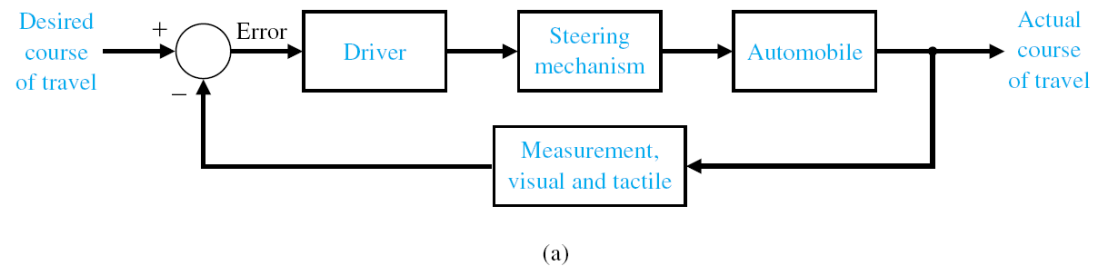 Desired
course
of travel
+
−
Error
Driver
Steering
mechanism
Automobile
Actual
course
of travel
Measurement,
visual and tactile
(a)